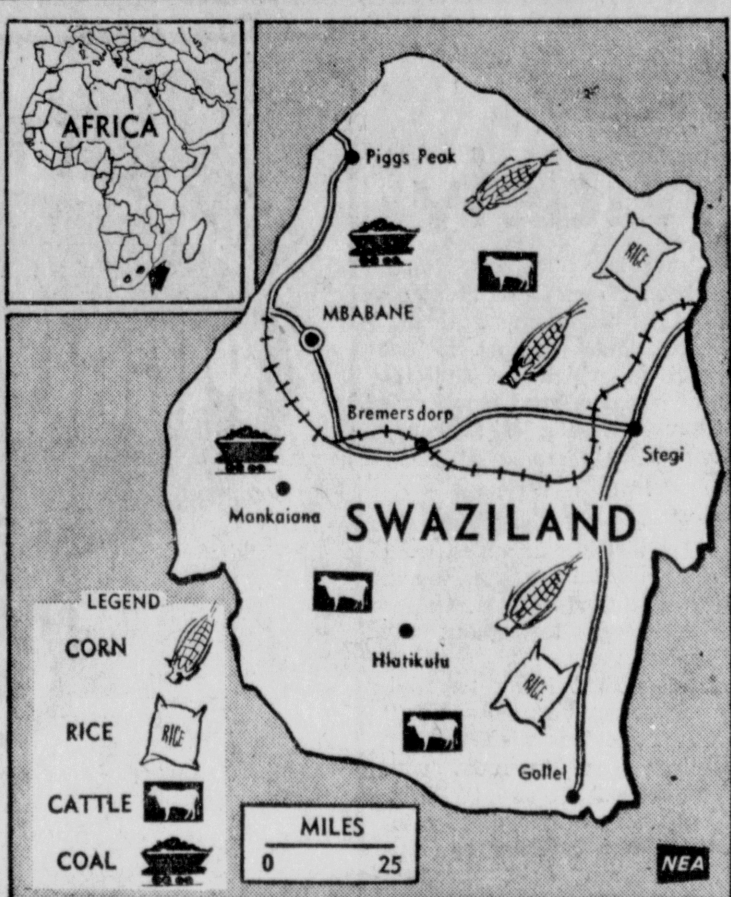 AFRICA
Piggs Peak
RICE
MBABANE
Bremersdorp
Stegi
Mankaiana
SWAZILAND
Hlatikulu
RICE
Gollel
LEGEND
CORN
RICE
RICE
CATTLE
COAL
MILES
0 25
NEA